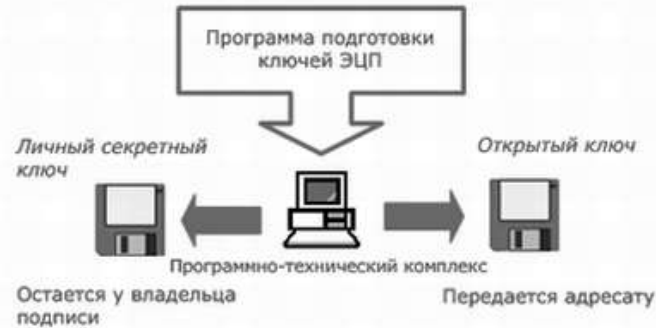 Программа подготовки
ключей ЭЦП
Личный секретный
ключ
Открытый ключ
Программно-технический комплекс
Остается у владельца
подписи
Передается адресату